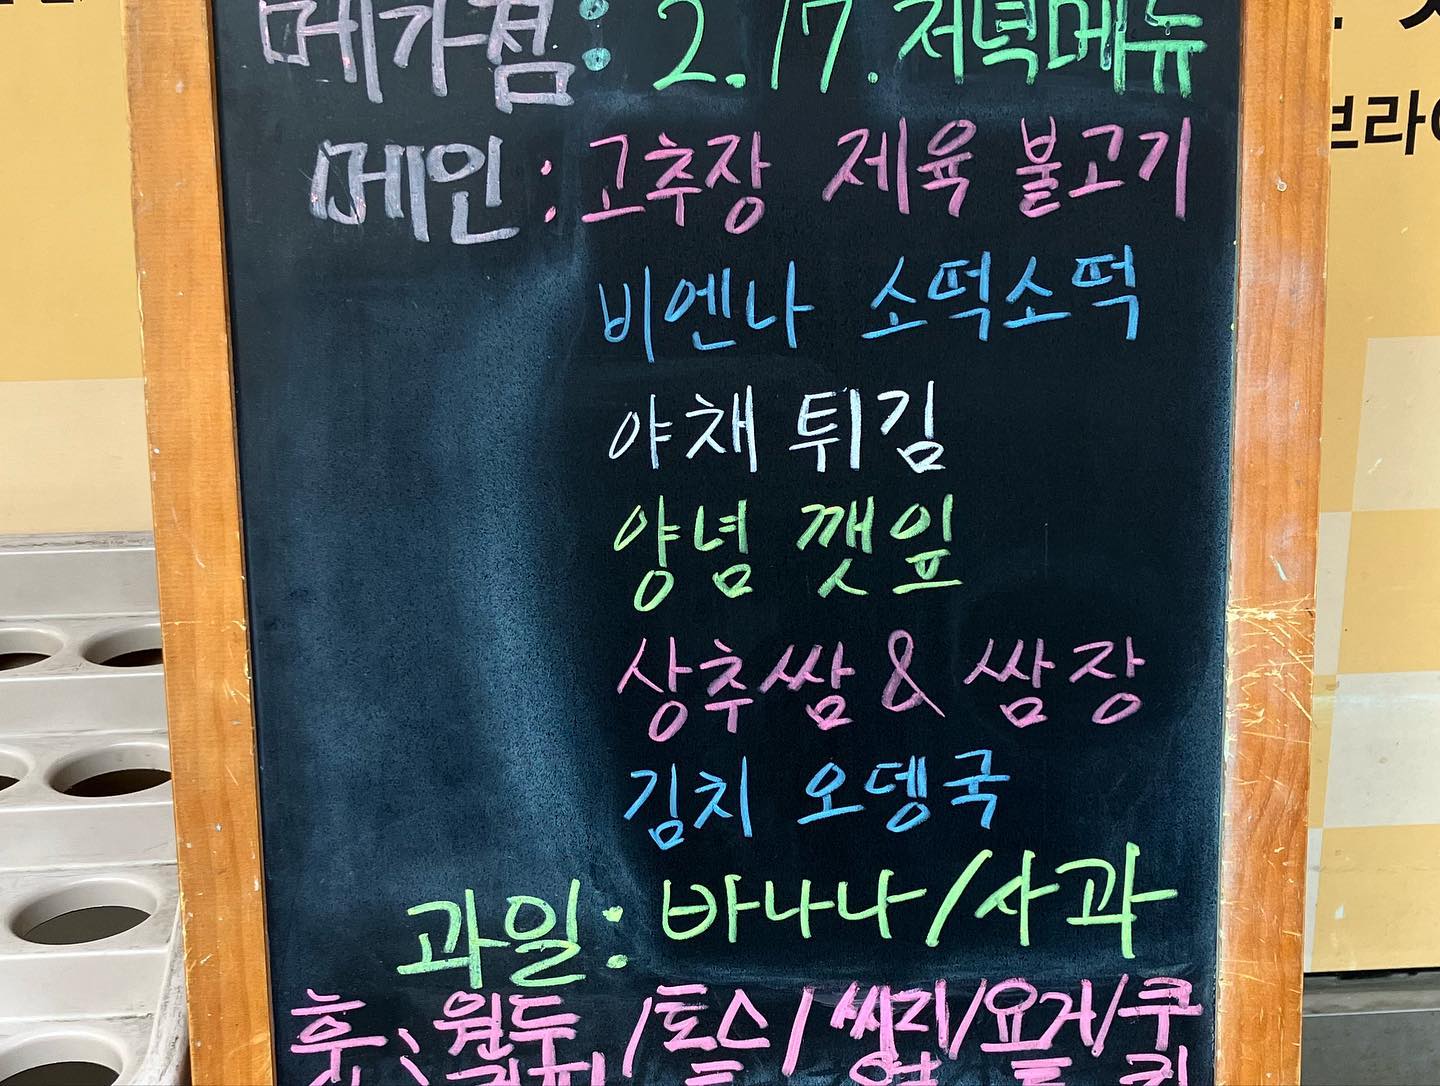 메가점: 2.17. 저녁메뉴
메인: 고추장 제육 불고기
비엔나 소떡소떡
야채 튀김
양념 깻잎
상추쌈 & 쌈장
김치 오뎅국
과일: 바나나/사과
후 : 원두 /토스/ 쌍피/요거/쿠
브라이